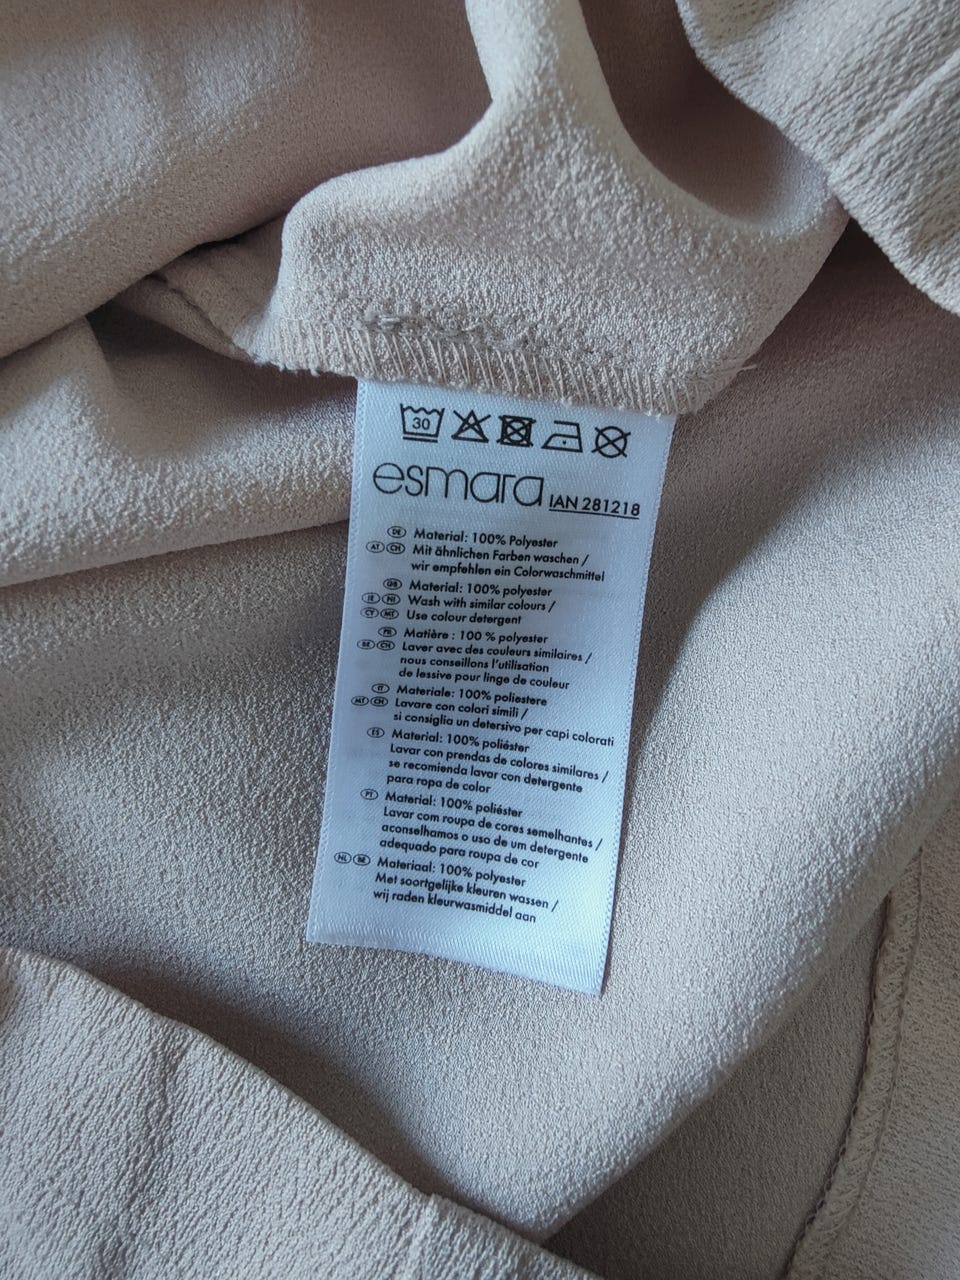 30
esmara IAN 281218
DE Material: 100% Polyester
AT CH Mit ähnlichen Farben waschen /
wir empfehlen ein Colorwaschmittel
GB Material: 100% polyester
IE NI Wash with similar colours /
CY MT Use colour detergent
FR Matière : 100 % polyester
BE CH Laver avec des couleurs similaires /
nous conseillons l'utilisation
de lessive pour linge de couleur
IT Materiale: 100% poliestere
MT CH Lavare con colori simili /
si consiglia un detersivo per capi colorati
ES Material: 100% poliéster
Lavar con prendas de colores similares /
se recomienda lavar con detergente
para ropa de color
PT Material: 100% poliéster
Lavar com roupa de cores semelhantes /
aconselhamos o uso de um detergente
adequado para roupa de cor
NL BE Materiaal: 100% polyester
Met soortgelijke kleuren wassen /
wij raden kleurwasmiddel aan